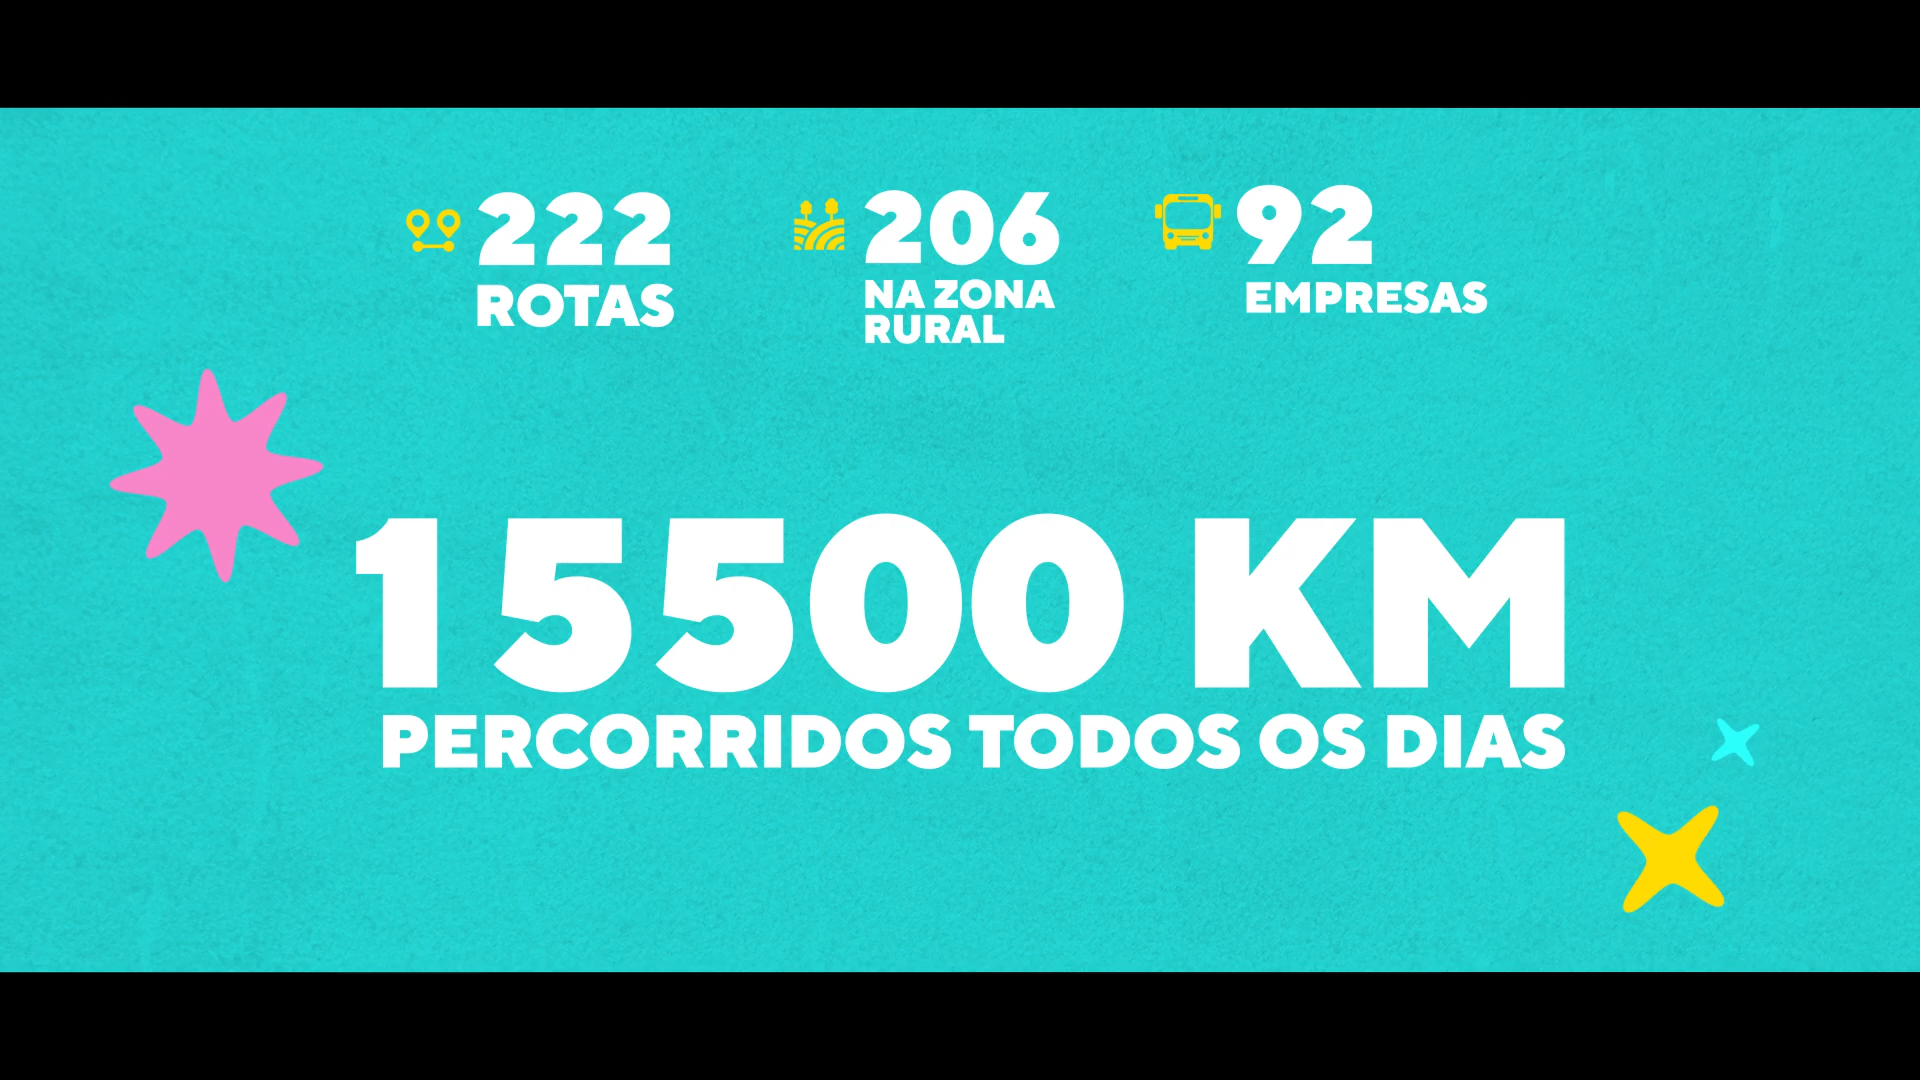 222
ROTAS
206
NA ZONA
RURAL
92
EMPRESAS
15500 KM
PERCORRIDOS TODOS OS DIAS